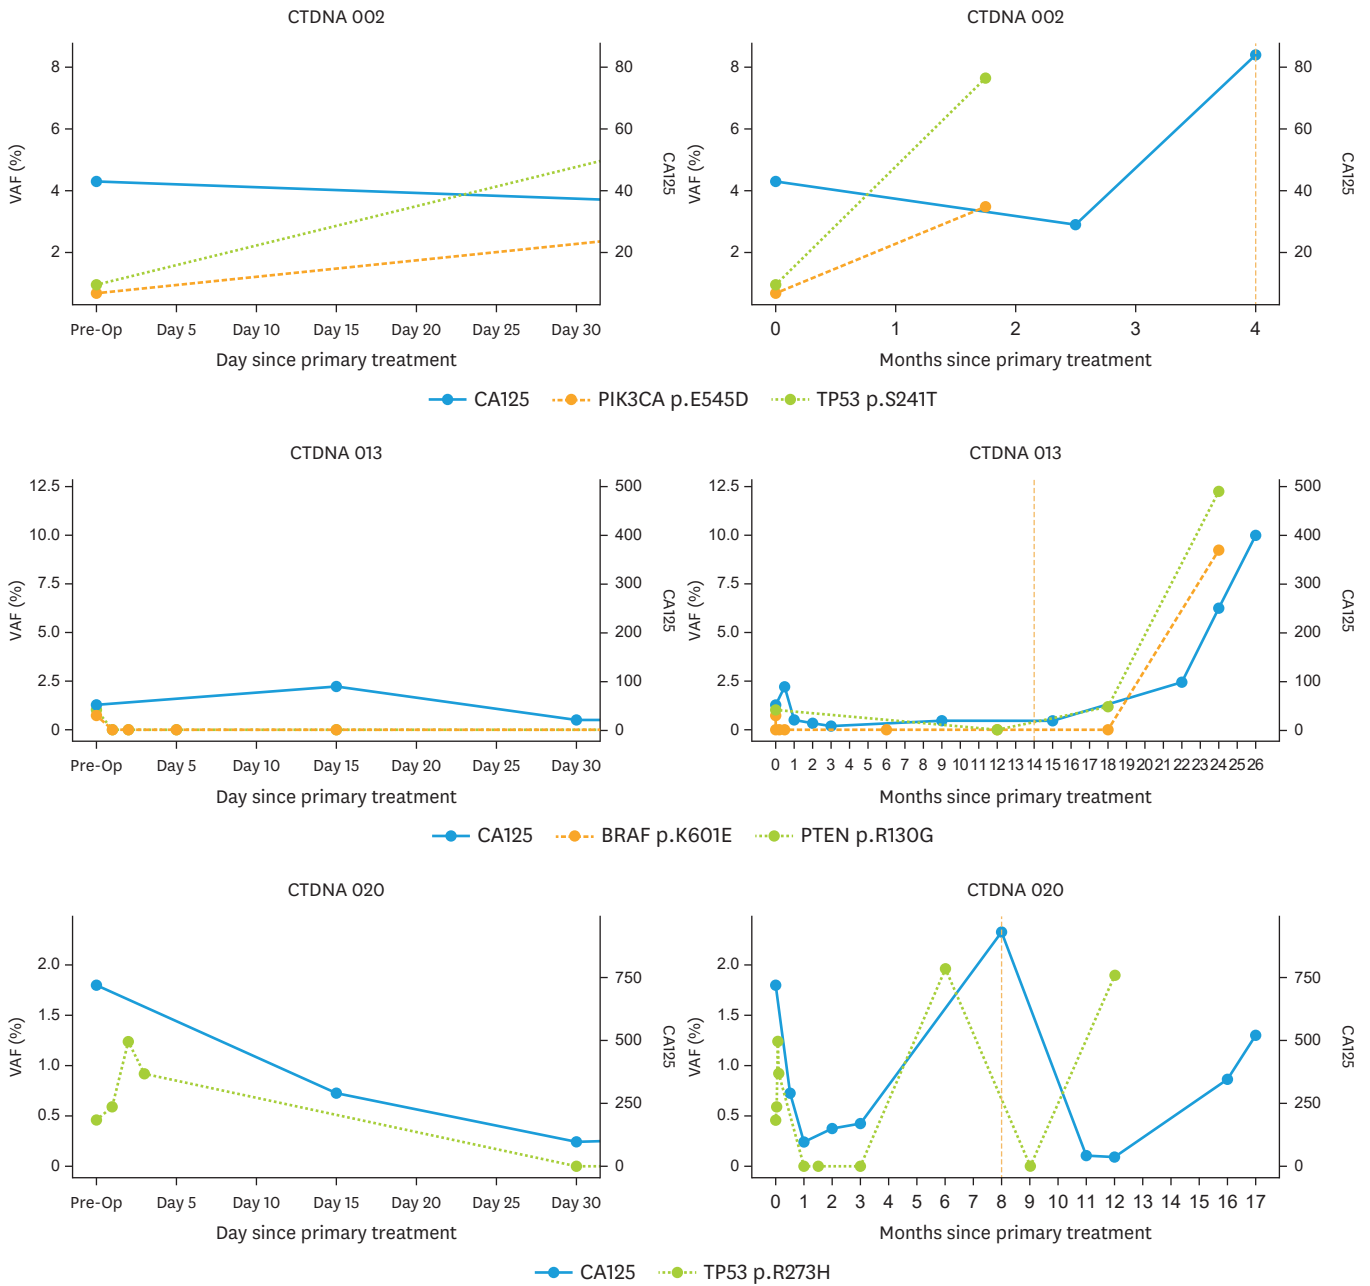 CTDNA 002
8
6
4
2
VAF (%)
80
60
40
20
CA125
Pre-Op Day 5 Day 10 Day 15 Day 20 Day 25 Day 30
Day since primary treatment
CTDNA 002
8
6
4
2
VAF (%)
80
60
40
20
CA125
0 1 2 3 4
Months since primary treatment
CA125 PIK3CA p.E545D TP53 p.S241T
CTDNA 013
12.5
10.0
7.5
5.0
2.5
0
VAF (%)
500
400
300
200
100
0
CA125
Pre-Op Day 5 Day 10 Day 15 Day 20 Day 25 Day 30
Day since primary treatment
CTDNA 013
12.5
10.0
7.5
5.0
2.5
0
VAF (%)
500
400
300
200
100
0
CA125
0 1 2 3 4 5 6 7 8 9 10 11 12 13 14 15 16 17 18 19 20 21 22 23 24 25 26
Months since primary treatment
CA125 BRAF p.K601E PTEN p.R130G
CTDNA 020
2.0
1.5
1.0
0.5
0
VAF (%)
750
500
250
0
CA125
Pre-Op Day 5 Day 10 Day 15 Day 20 Day 25 Day 30
Day since primary treatment
CTDNA 020
2.0
1.5
1.0
0.5
0
VAF (%)
750
500
250
0
CA125
0 1 2 3 4 5 6 7 8 9 10 11 12 13 14 15 16 17
Months since primary treatment
CA125 TP53 p.R273H